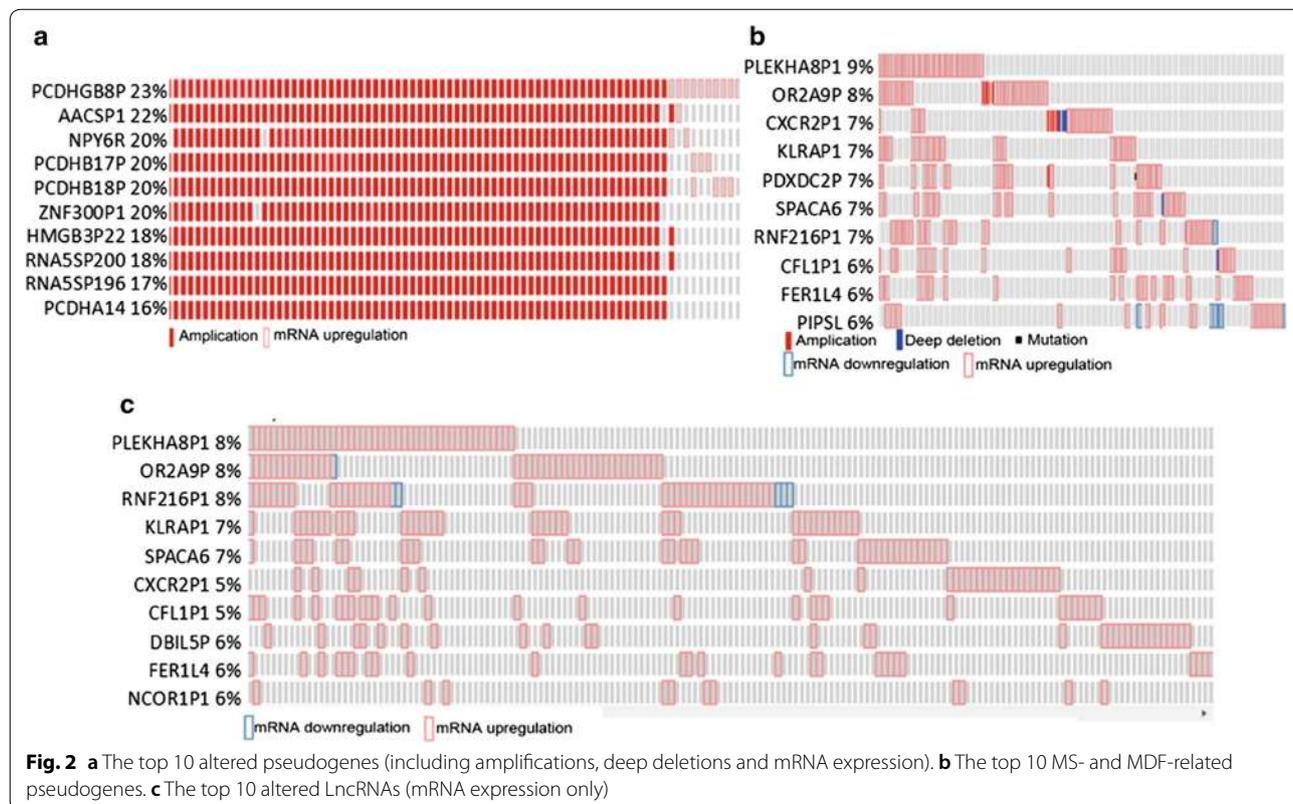 a
PCDHGB8P 23%
AACSP1 22%
NPY6R 20%
PCDHB17P 20%
PCDHB18P 20%
ZNF300P1 20%
HMGB3P22 18%
RNA5SP200 18%
RNA5SP196 17%
PCDHA14 16%
Amplication mRNA upregulation
b
PLEKHA8P1 9%
OR2A9P 8%
CXCR2P1 7%
KLRAP1 7%
PDXDC2P 7%
SPACA6 7%
RNF216P1 7%
CFL1P1 6%
FER1L4 6%
PIPSL 6%
Amplication Deep deletion Mutation
mRNA downregulation mRNA upregulation
c
PLEKHA8P1 8%
OR2A9P 8%
RNF216P1 8%
KLRAP1 7%
SPACA6 7%
CXCR2P1 5%
CFL1P1 5%
DBIL5P 6%
FER1L4 6%
NCOR1P1 6%
mRNA downregulation mRNA upregulation
Fig. 2 a The top 10 altered pseudogenes (including amplifications, deep deletions and mRNA expression). b The top 10 MS- and MDF-related
pseudogenes. c The top 10 altered LncRNAs (mRNA expression only)